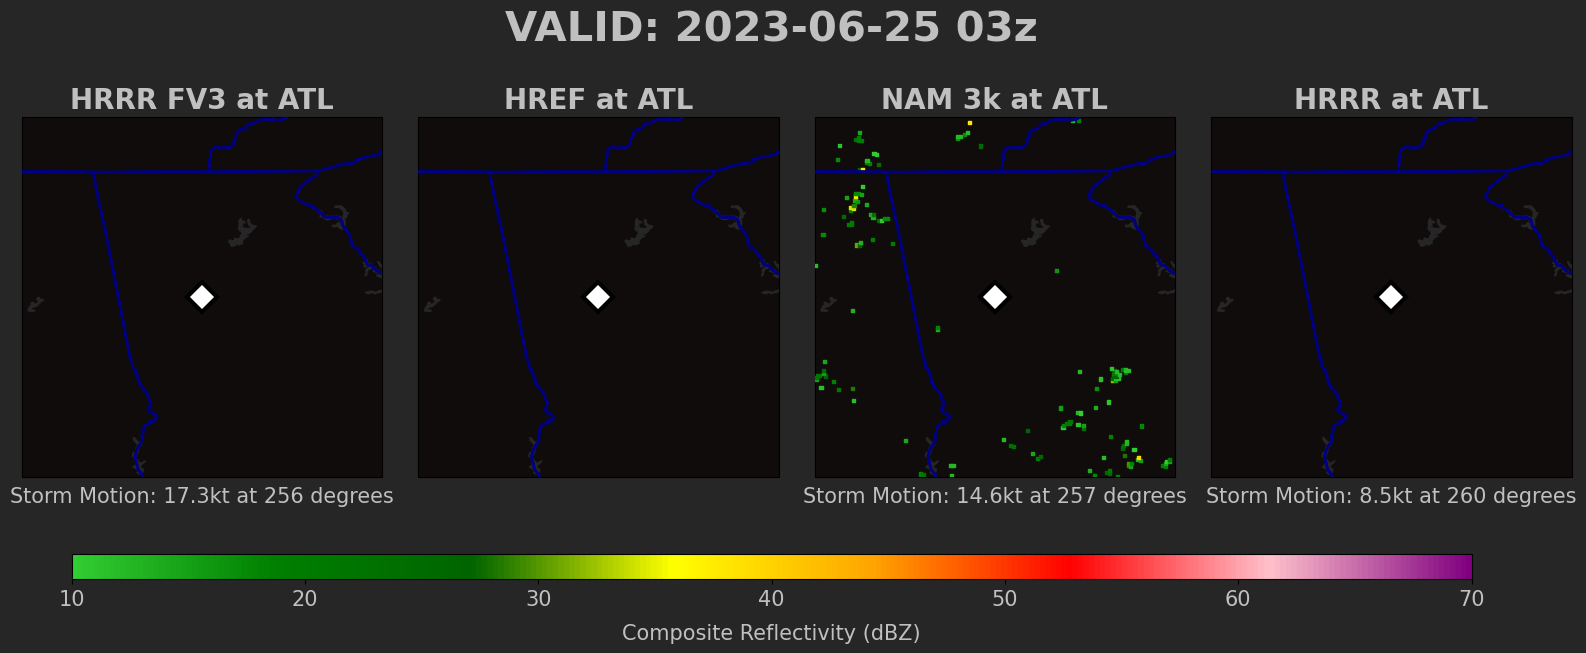 VALID: 2023-06-25 03z
HRRR FV3 at ATL
HREF at ATL
NAM 3k at ATL
HRRR at ATL
Storm Motion: 17.3kt at 256 degrees
Storm Motion: 14.6kt at 257 degrees
Storm Motion: 8.5kt at 260 degrees
10 20 30 40 50 60 70
Composite Reflectivity (dBZ)